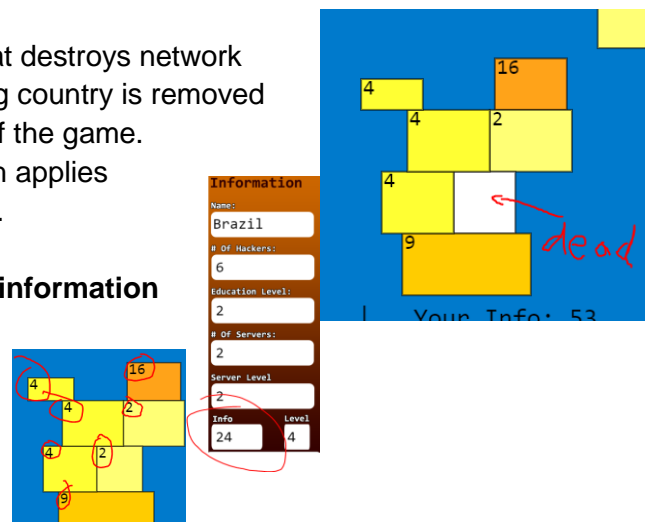 at destroys network
g country is removed
f the game.
n applies
.
information
Information
Name:
Brazil
# Of Hackers:
6
Education Level:
2
# Of Servers:
2
Server Level
2
Info Level
24 4
16
4
4 2
4
9
dead
Your Info: 53
16
4
4 2
4 2
9